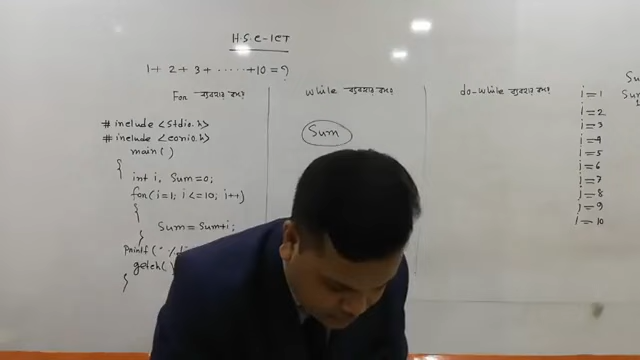 H.S.C-ICT
1+ 2 + 3 + ······ +10 = ?
For ব্যবহার করে
# include <stdio.h>
# include <conio.h>
main()
{
int i, Sum=0;
for(i=1; i<=10; i++)
{
Sum = Sum+i;
}
Printf("
getch()
}
while ব্যবহার করে
Sum
do-while ব্যবহার করে
i=1
i=2
i=3
i=4
i=5
i=6
i=7
i=8
i=9
i=10